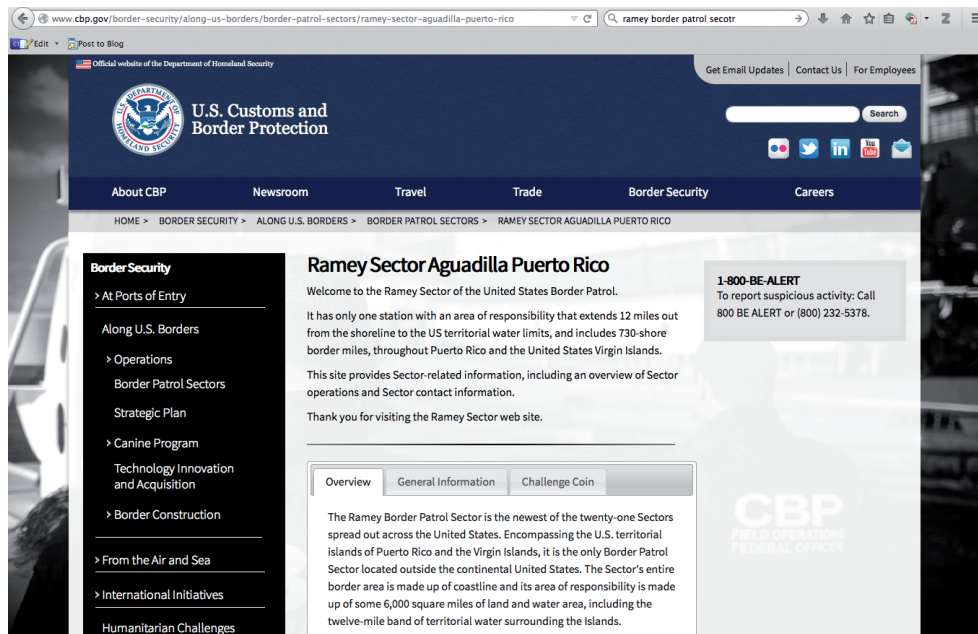 www.cbp.gov/border-security/along-us-borders/border-patrol-sectors/ramey-sector-aguadilla-puerto-rico
ramey border patrol secotr
Edit
Post to Blog
Official website of the Department of Homeland Security
Get Email Updates | Contact Us | For Employees
U.S. DEPARTMENT OF HOMELAND SECURITY
U.S. Customs and
Border Protection
Search
You
Tube
About CBP Newsroom Travel Trade Border Security Careers
HOME > BORDER SECURITY > ALONG U.S. BORDERS > BORDER PATROL SECTORS > RAMEY SECTOR AGUADILLA PUERTO RICO
Border Security
> At Ports of Entry
Along U.S. Borders
> Operations
Border Patrol Sectors
Strategic Plan
> Canine Program
Technology Innovation
and Acquisition
> Border Construction
> From the Air and Sea
> International Initiatives
Humanitarian Challenges
Ramey Sector Aguadilla Puerto Rico
Welcome to the Ramey Sector of the United States Border Patrol.
It has only one station with an area of responsibility that extends 12 miles out
from the shoreline to the US territorial water limits, and includes 730-shore
border miles, throughout Puerto Rico and the United States Virgin Islands.
This site provides Sector-related information, including an overview of Sector
operations and Sector contact information.
Thank you for visiting the Ramey Sector web site.
Overview General Information Challenge Coin
The Ramey Border Patrol Sector is the newest of the twenty-one Sectors
spread out across the United States. Encompassing the U.S. territorial
islands of Puerto Rico and the Virgin Islands, it is the only Border Patrol
Sector located outside the continental United States. The Sector's entire
border area is made up of coastline and its area of responsibility is made
up of some 6,000 square miles of land and water area, including the
twelve-mile band of territorial water surrounding the Islands.
1-800-BE-ALERT
To report suspicious activity: Call
800 BE ALERT or (800) 232-5378.
CBP
FIELD OPERATIONS
FEDERAL OFFICER